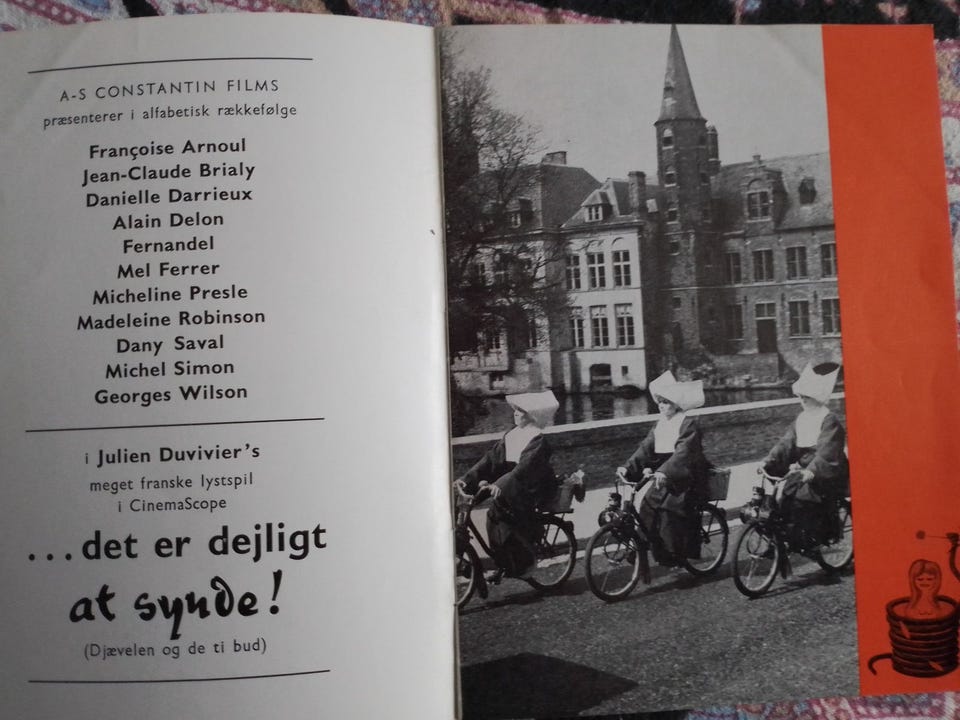 A-S CONSTANTIN FILMS
præsenterer i alfabetisk rækkefølge
Françoise Arnoul
Jean-Claude Brialy
Danielle Darrieux
Alain Delon
Fernandel
Mel Ferrer
Micheline Presle
Madeleine Robinson
Dany Saval
Michel Simon
Georges Wilson
i Julien Duvivier's
meget franske lystspil
i CinemaScope
...det er dejligt
at synde!
(Djævelen og de ti bud)